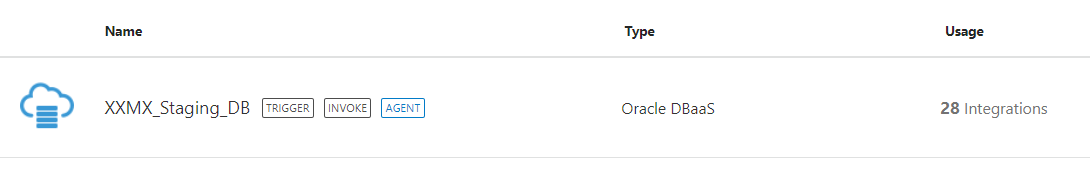 Name Type Usage
XXMX_Staging_DB TRIGGER INVOKE AGENT Oracle DBaaS 28 Integrations